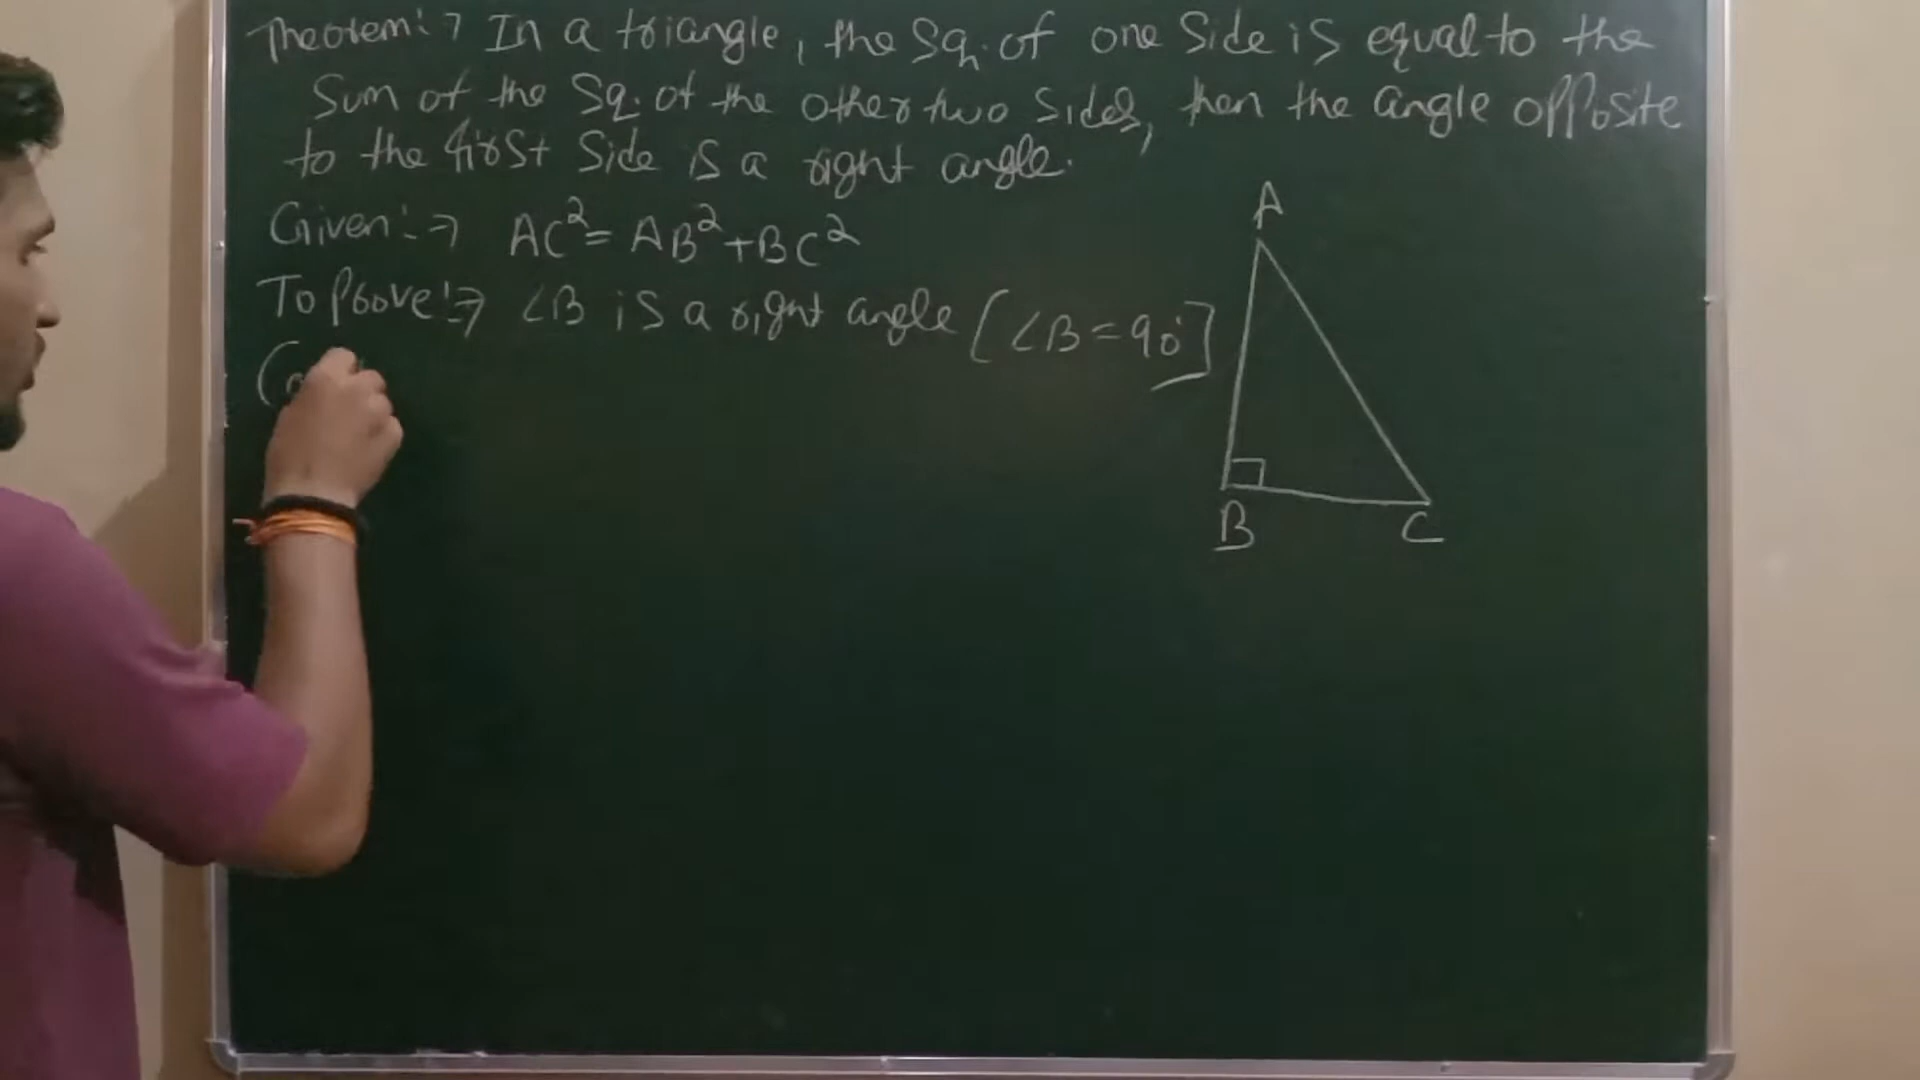 Theorem:→ In a triangle, the Sq. of one Side is equal to the
Sum of the Sq. of the other two Sides, then the angle opposite
to the first Side is a right angle.
Given:→ AC²=AB²+BC²
To Proove:→ ∠B is a right angle [∠B=90°]
A
B C